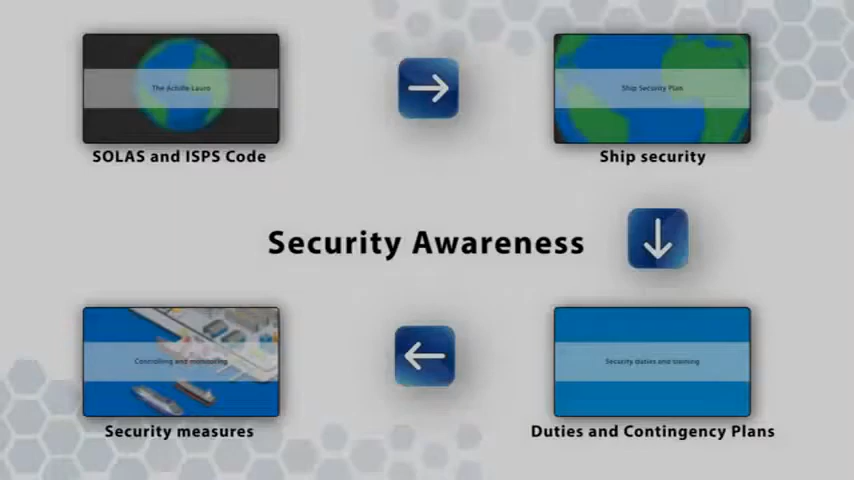 The Achille Lauro
SOLAS and ISPS Code
Ship Security Plan
Ship security
Security Awareness
Controlling and monitoring
Security measures
Security duties and training
Duties and Contingency Plans